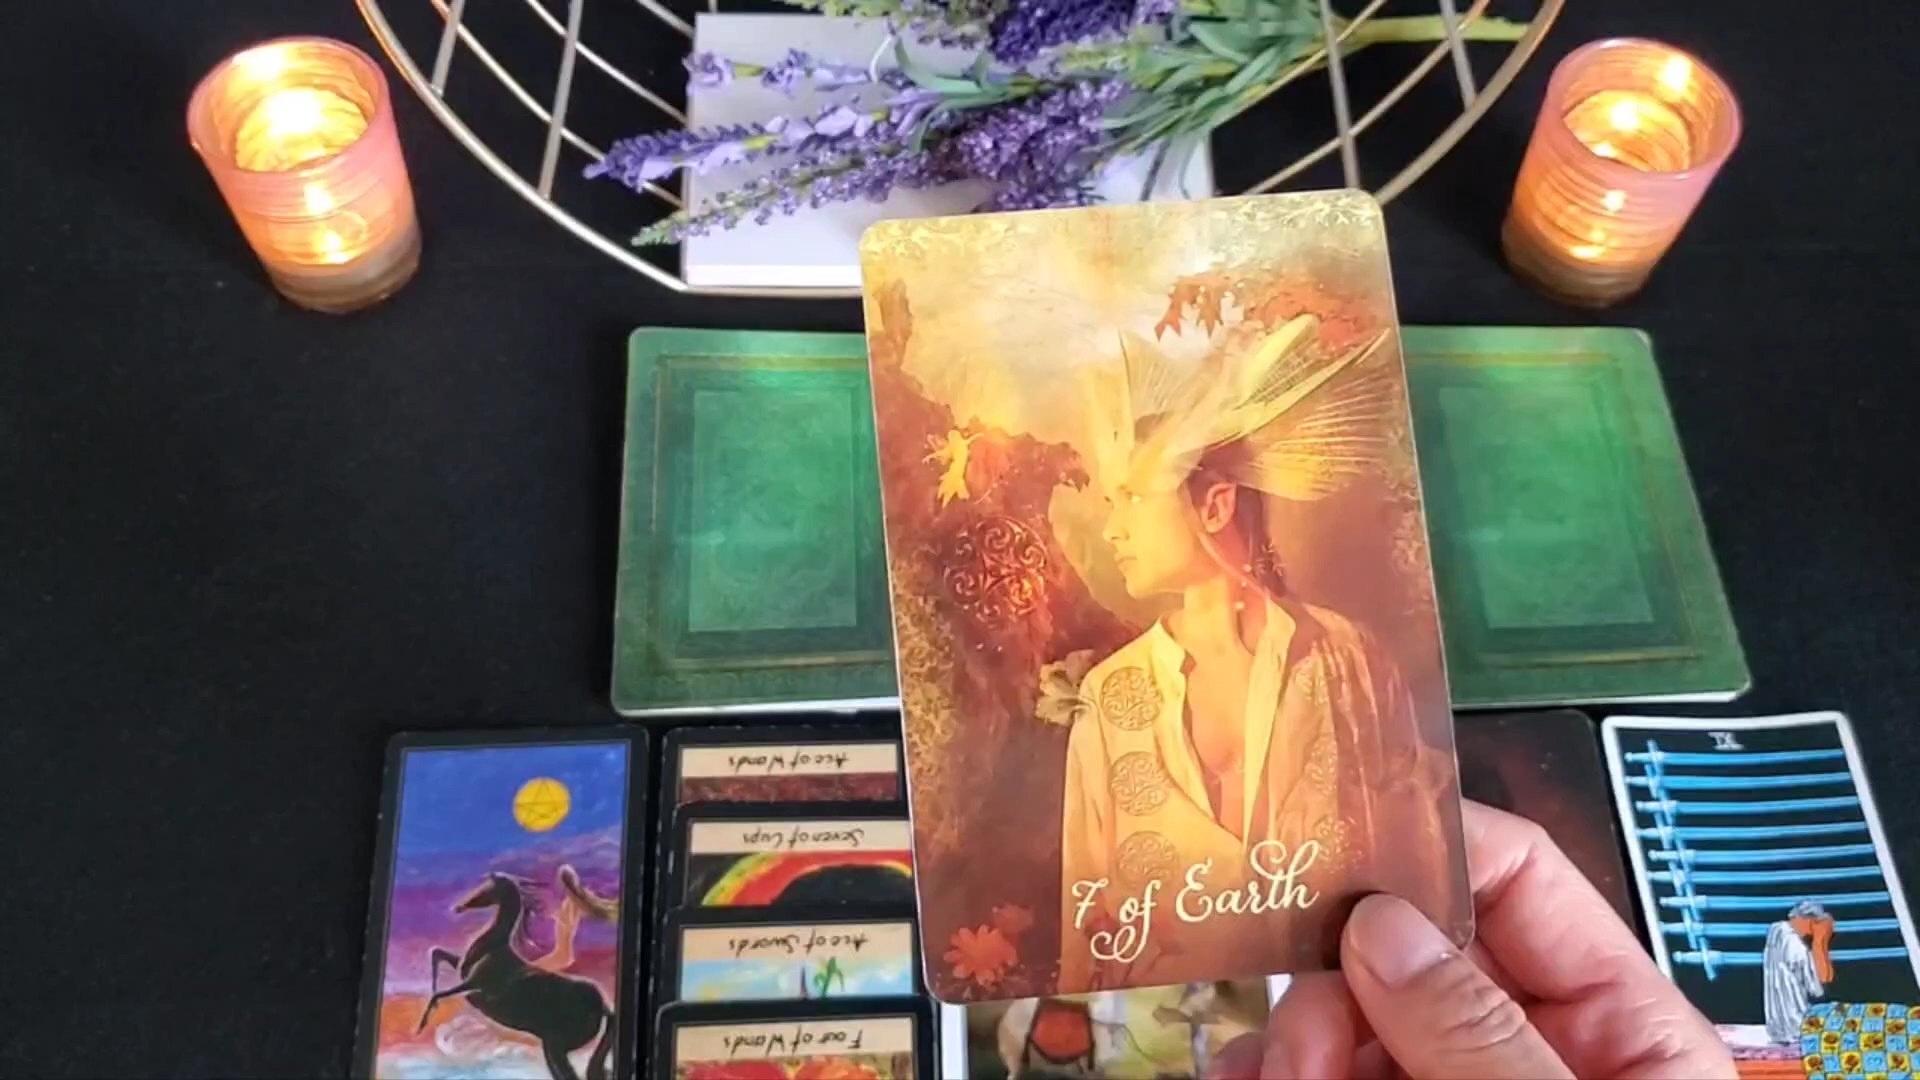 7 of Earth
Ace of Wands
IX
Seven of Cups
Ace of Swords
Four of Wands